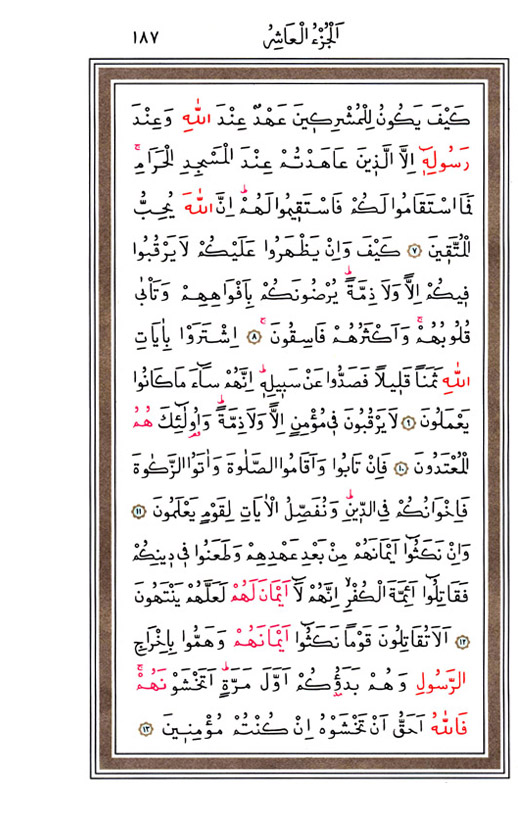 اَلْجُزْءُ الْعَاشِرُ ١٨٧
كَيْفَ يَكُونُ لِلْمُشْرِكِينَ عَهْدٌ عِنْدَ اللّٰهِ وَعِنْدَ
رَسُولِهٖٓ اِلَّا الَّذِينَ عَاهَدْتُمْ عِنْدَ الْمَسْجِدِ الْحَرَامِۚ
فَمَا اسْتَقَامُوا لَكُمْ فَاسْتَقِيمُوا لَهُمْۜ اِنَّ اللّٰهَ يُحِبُّ
الْمُتَّقِينَ ﴿٧﴾ كَيْفَ وَاِنْ يَظْهَرُوا عَلَيْكُمْ لَا يَرْقُبُوا
فِيكُمْ اِلًّا وَلَا ذِمَّةًۜ يُرْضُونَكُمْ بِاَفْوَاهِهِمْ وَتَأْبٰى
قُلُوبُهُمْۚ وَاَكْثَرُهُمْ فَاسِقُونَۚ ﴿٨﴾ اِشْتَرَوْا بِاٰيَاتِ
اللّٰهِ ثَمَنًا قَلِيلًا فَصَدُّوا عَنْ سَبِيلِهٖۜ اِنَّهُمْ سَٓاءَ مَا كَانُوا
يَعْمَلُونَ ﴿٩﴾ لَا يَرْقُبُونَ فِي مُؤْمِنٍ اِلًّا وَلَا ذِمَّةًۜ وَاُو۬لٰٓئِكَ هُمُ
الْمُعْتَدُونَ ﴿١٠﴾ فَاِنْ تَابُوا وَاَقَامُوا الصَّلٰوةَ وَاٰتَوُا الزَّكٰوةَ
فَاِخْوَانُكُمْ فِي الدِّينِۜ وَنُفَصِّلُ الْاٰيَاتِ لِقَوْمٍ يَعْلَمُونَ ﴿١١﴾
وَاِنْ نَكَثُٓوا اَيْمَانَهُمْ مِنْ بَعْدِ عَهْدِهِمْ وَطَعَنُوا فِي دِينِكُمْ
فَقَاتِلُٓوا اَئِمَّةَ الْكُفْرِۙ اِنَّهُمْ لَٓا اَيْمَانَ لَهُمْ لَعَلَّهُمْ يَنْتَهُونَ
﴿١٢﴾ اَلَا تُقَاتِلُونَ قَوْمًا نَكَثُٓوا اَيْمَانَهُمْ وَهَمُّوا بِاِخْرَاجِ
الرَّسُولِ وَهُمْ بَدَؤُ۫كُمْ اَوَّلَ مَرَّةٍۜ اَتَخْشَوْنَهُمْۚ
فَاللّٰهُ اَحَقُّ اَنْ تَخْشَوْهُ اِنْ كُنْتُمْ مُؤْمِنِينَ ﴿١٣﴾